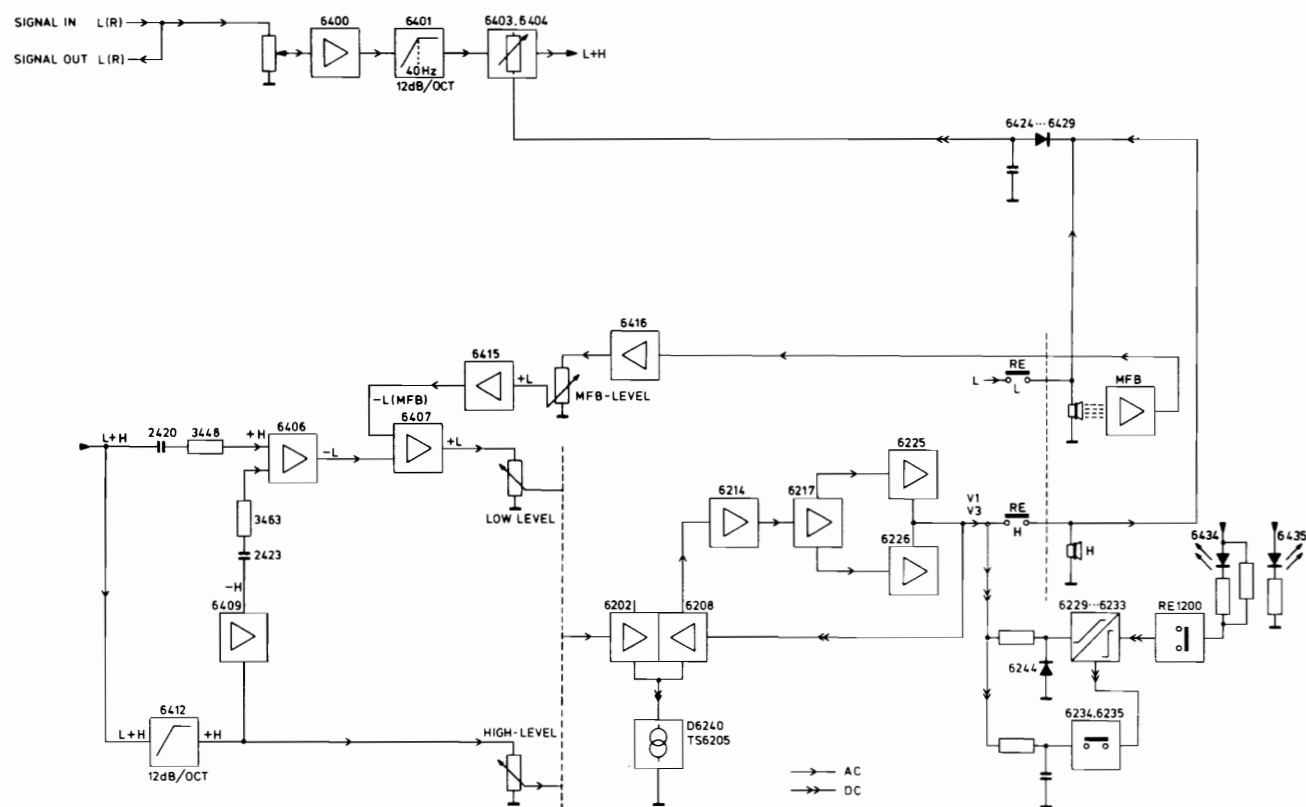 SIGNAL IN L(R)
SIGNAL OUT L(R)
6400
6401
40Hz
12dB/OCT
6403,6404
L+H
6424···6429
6416
6415
+L
MFB-LEVEL
-L(MFB)
6407
+L
LOW LEVEL
L+H
2420
3448
+H
6406
-L
3463
2423
-H
6409
6412
L+H
+H
12dB/OCT
HIGH-LEVEL
6202
6208
D6240
TS6205
6214
6217
6225
6226
V1
V3
RE
L
L
RE
H
MFB
H
6434
6435
6229···6233
RE1200
6244
6234,6235
AC
DC